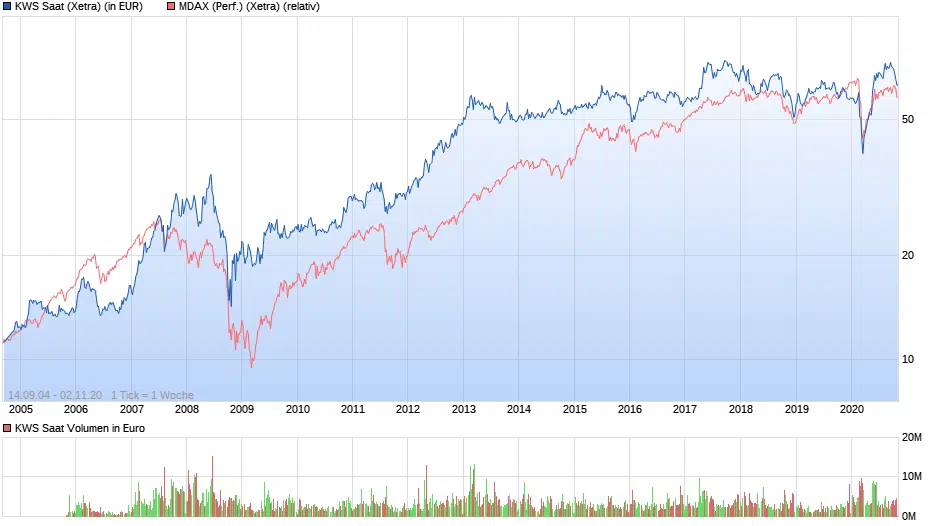 KWS Saat (Xetra) (in EUR) MDAX (Perf.) (Xetra) (relativ)
50
20
10
14.09.04 - 02.11.20 1 Tick = 1 Woche
2005 2006 2007 2008 2009 2010 2011 2012 2013 2014 2015 2016 2017 2018 2019 2020
KWS Saat Volumen in Euro
20M
10M
0M